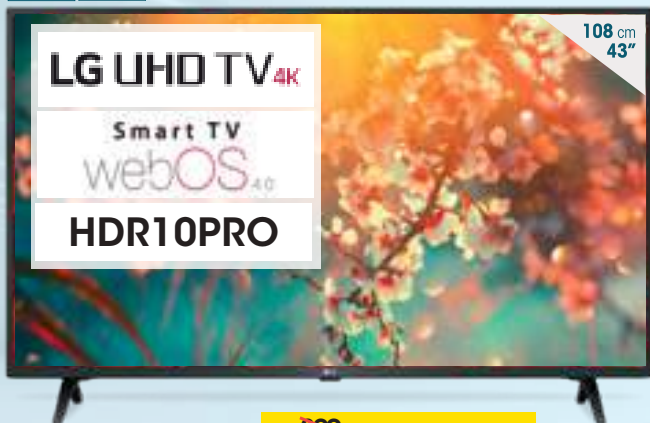 108 cm
43”
LG UHD TV 4K
Smart TV
webOS 4.0
HDR10PRO